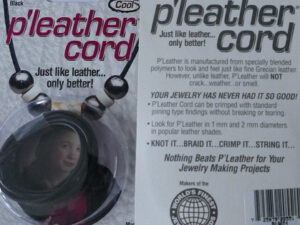 Black
Cool
p'leather
cord
Just like leather...
...only better!
p'leather
Just like leather...
only better!
cord
P'Leather is manufactured from specially blended
polymers to look and feel just like fine Grecian leather.
However, unlike leather, P'Leather will NOT
crack...weather...or smell.
YOUR JEWELRY HAS NEVER HAD IT SO GOOD!
• P'Leather Cord can be crimped with standard
joining type findings without breaking or tearing.
• Look for P'Leather in 1 mm and 2 mm diameters
in popular leather shades.
• KNOT IT...BRAID IT...CRIMP IT...STRING IT...
Nothing Beats P'Leather for Your
Jewelry Making Projects
Makers of the
WORLD'S FINEST